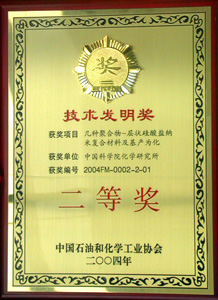 奖
技术发明奖
获奖项目 几种聚合物-层状硅酸盐纳
米复合材料及基产为化
获奖单位 中国科学院化学研究所
获奖编号 2004FM-0002-2-01
二等奖
中国石油和化学工业协会
二〇〇四年